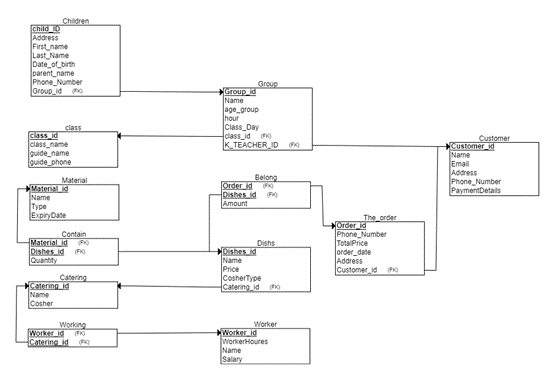 Children
child_ID
Address
First_name
Last_Name
Date_of_birth
parent_name
Phone_Number
Group_id (FK)
Group
Group_id
Name
age_group
hour
Class_Day
class_id (FK)
K_TEACHER_ID (FK)
class
class_id
class_name
guide_name
guide_phone
Customer
Customer_id
Name
Email
Address
Phone_Number
PaymentDetails
Material
Material_id
Name
Type
ExpiryDate
Belong
Order_id (FK)
Dishes_id (FK)
Amount
The_order
Order_id
Phone_Number
TotalPrice
order_date
Address
Customer_id (FK)
Contain
Material_id (FK)
Dishes_id (FK)
Quantity
Dishs
Dishes_id
Name
Price
CosherType
Catering_id (FK)
Catering
Catering_id
Name
Cosher
Working
Worker_id (FK)
Catering_id (FK)
Worker
Worker_id
WorkerHoures
Name
Salary